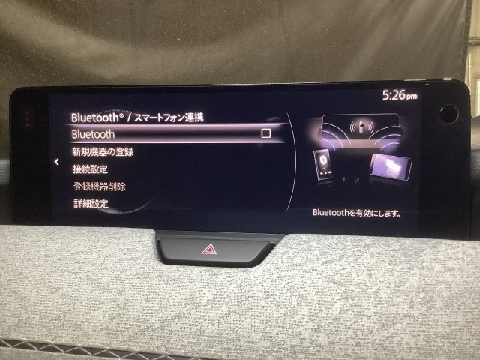 5:26pm
Bluetooth® / スマートフォン連携
Bluetooth
新規機器の登録
接続設定
登録機器削除
詳細設定
Bluetoothを有効にします。